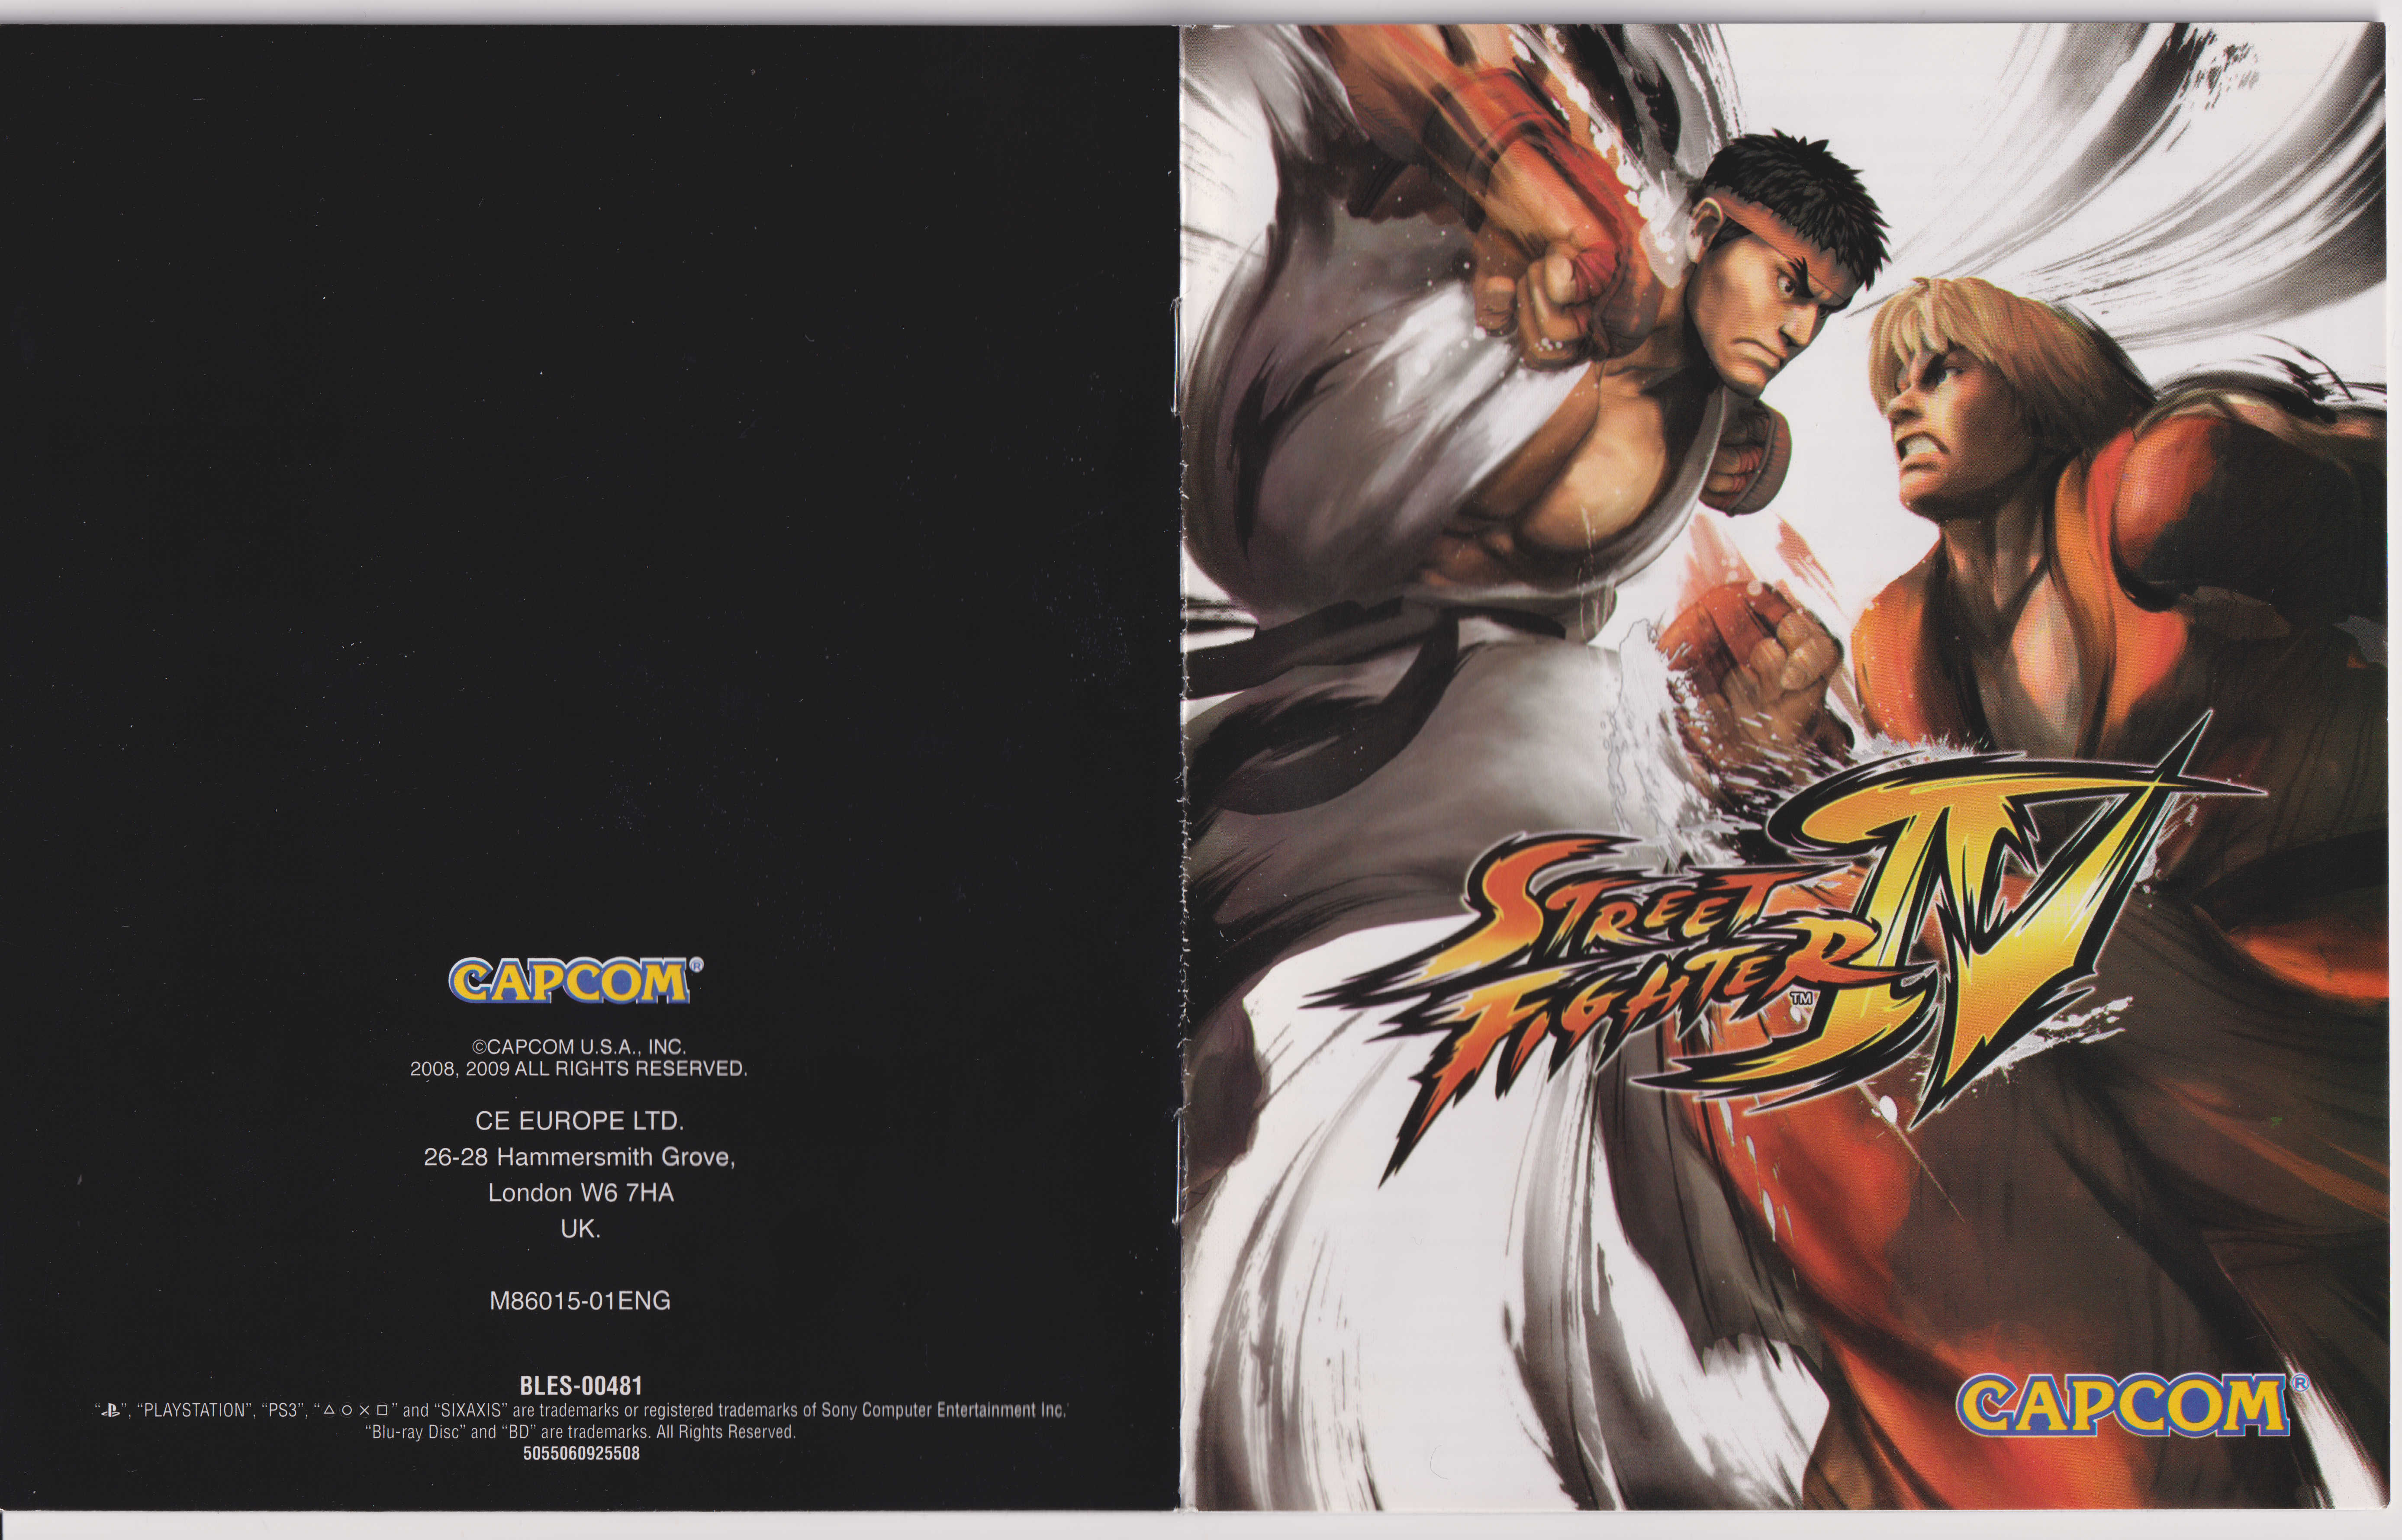 CAPCOM®
©CAPCOM U.S.A., INC.
2008, 2009 ALL RIGHTS RESERVED.
CE EUROPE LTD.
26-28 Hammersmith Grove,
London W6 7HA
UK.
M86015-01ENG
BLES-00481
“PS”, “PLAYSTATION”, “PS3”, “△○×□” and “SIXAXIS” are trademarks or registered trademarks of Sony Computer Entertainment Inc.
“Blu-ray Disc” and “BD” are trademarks. All Rights Reserved.
5055060925508
STREET
FIGHTER™ IV
CAPCOM®